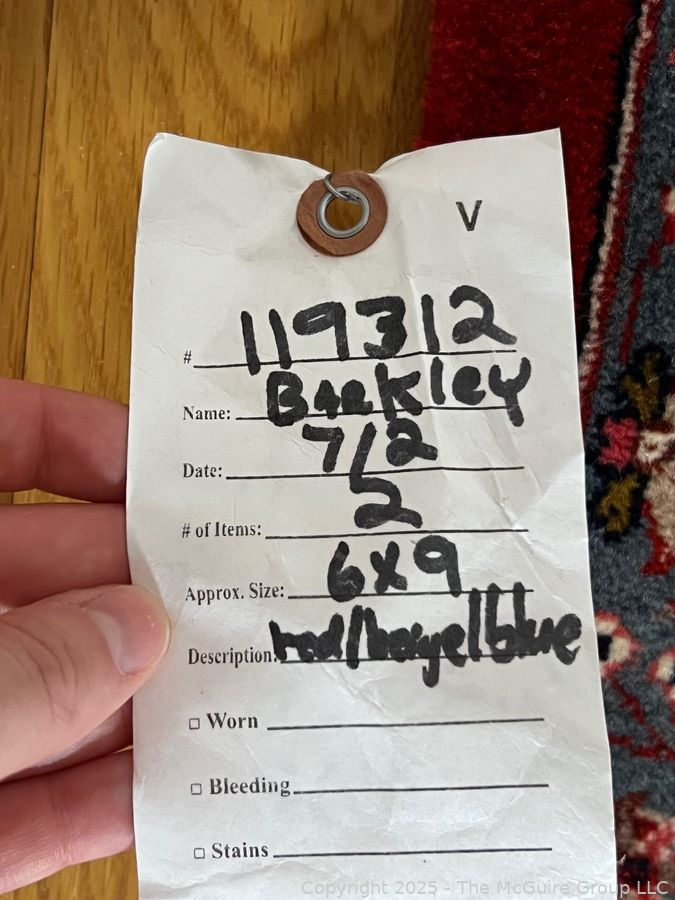 V
# 119312
Name: Barkley
Date: 7/2
# of Items: 2
Approx. Size: 6x9
Description: red/beige/blue
Worn
Bleeding
Stains
Copyright 2025 - The McGuire Group LLC